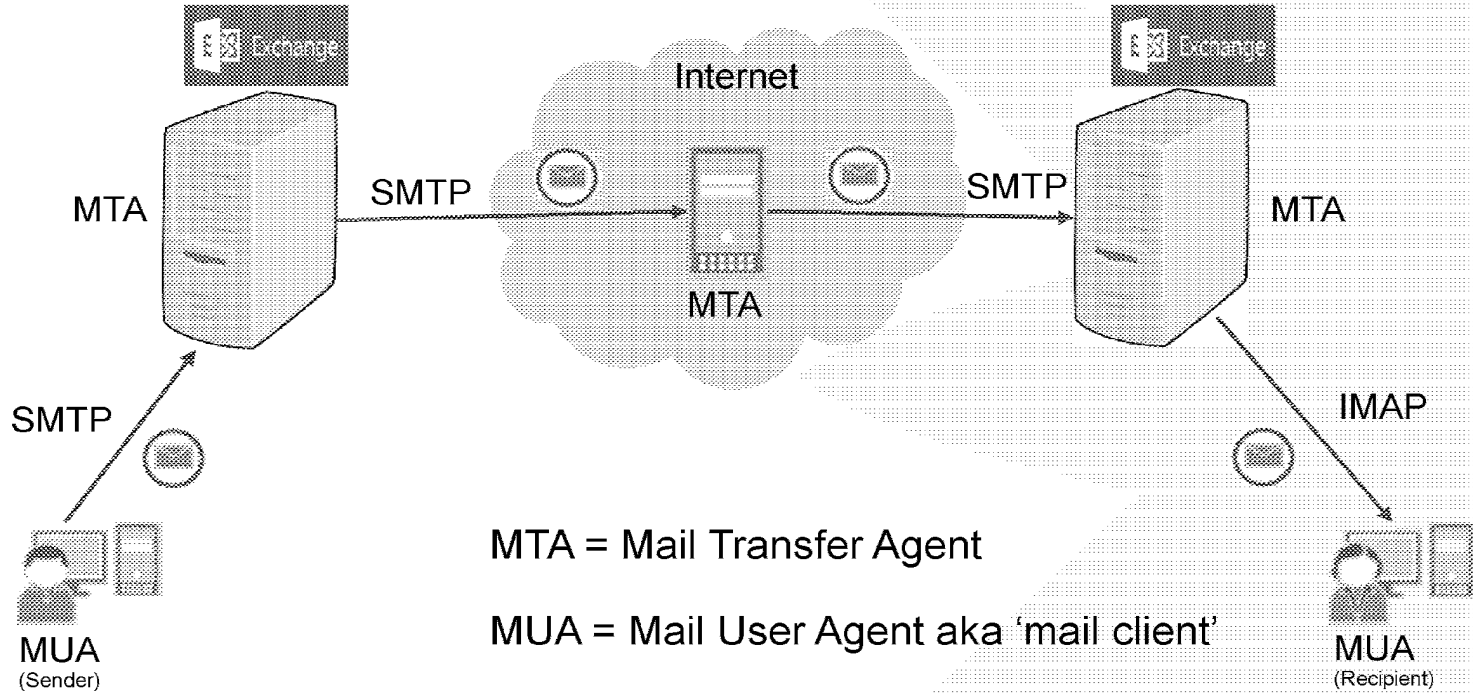 Exchange
Exchange
Internet
SMTP
SMTP
MTA
MTA
MTA
SMTP
IMAP
MTA = Mail Transfer Agent
MUA = Mail User Agent aka ‘mail client’
MUA
(Sender)
MUA
(Recipient)